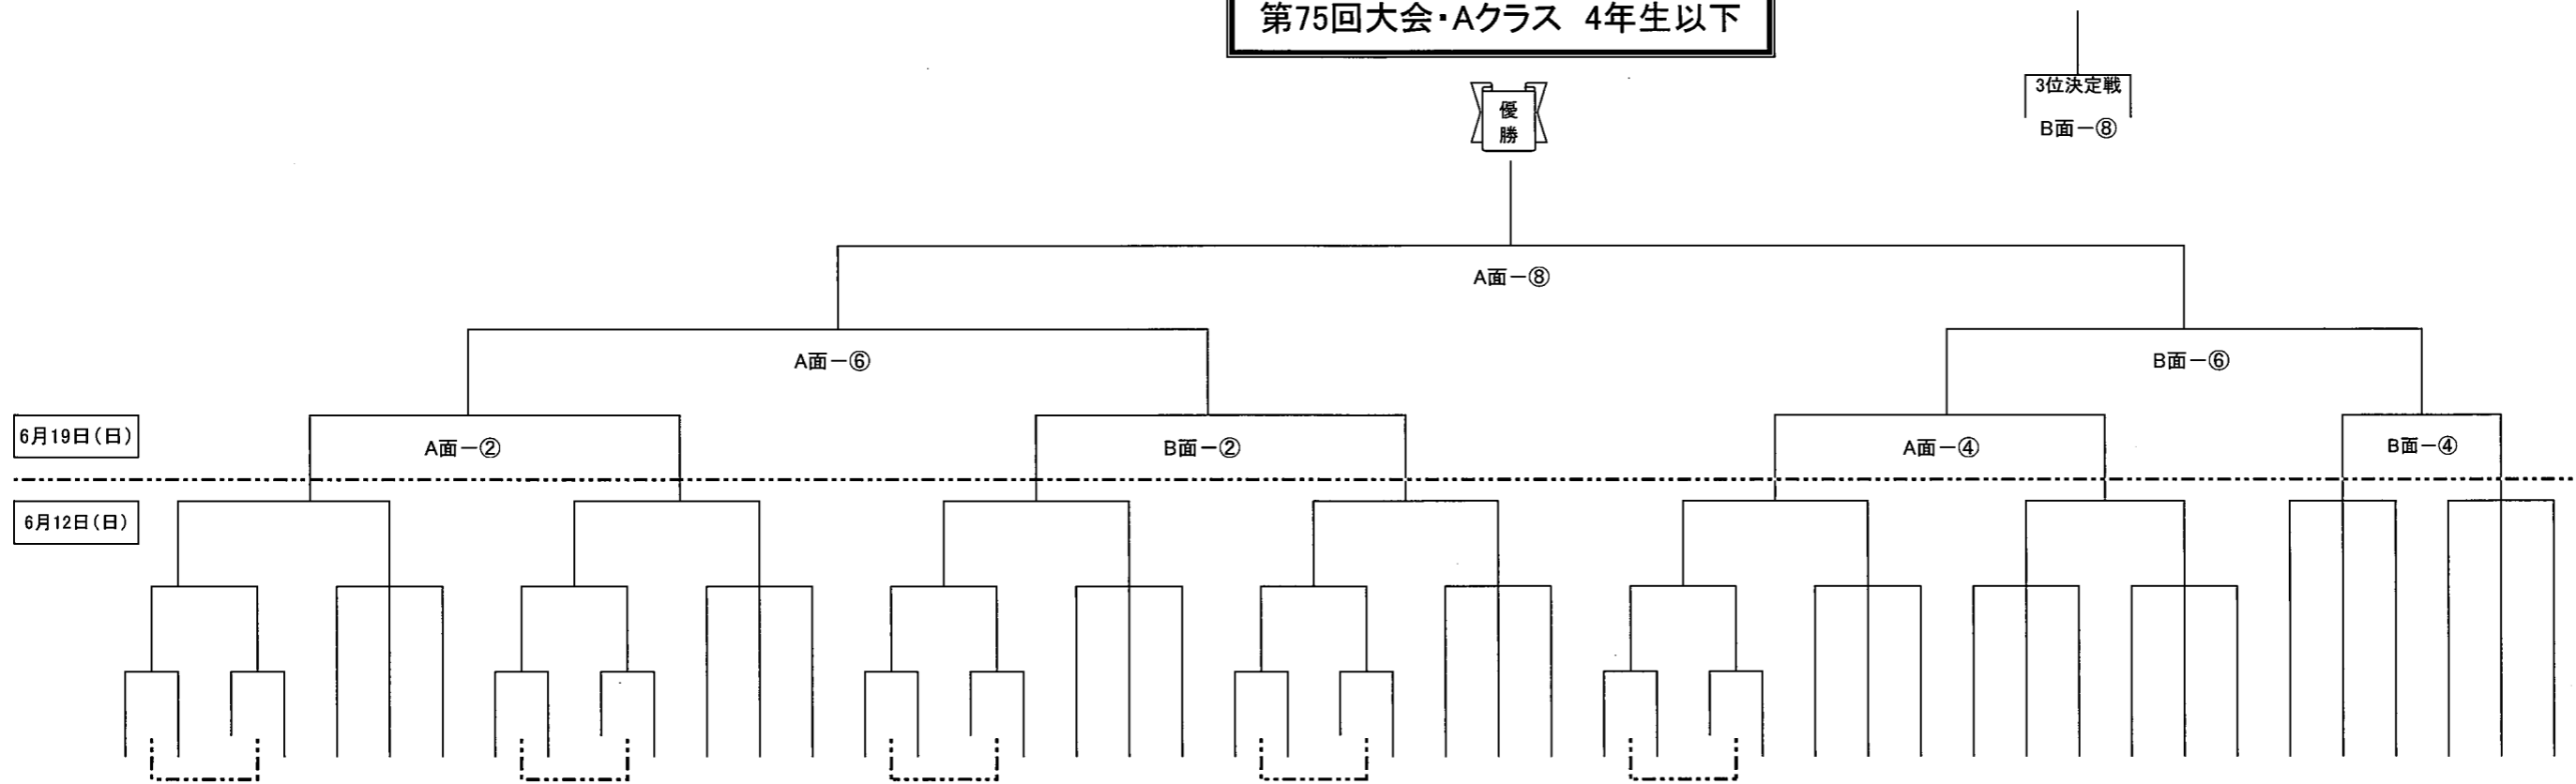 第75回大会・Aクラス 4年生以下
3位決定戦
B面－⑧
優
勝
A面－⑧
A面－⑥
B面－⑥
6月19日(日)
A面－②
B面－②
A面－④
B面－④
6月12日(日)